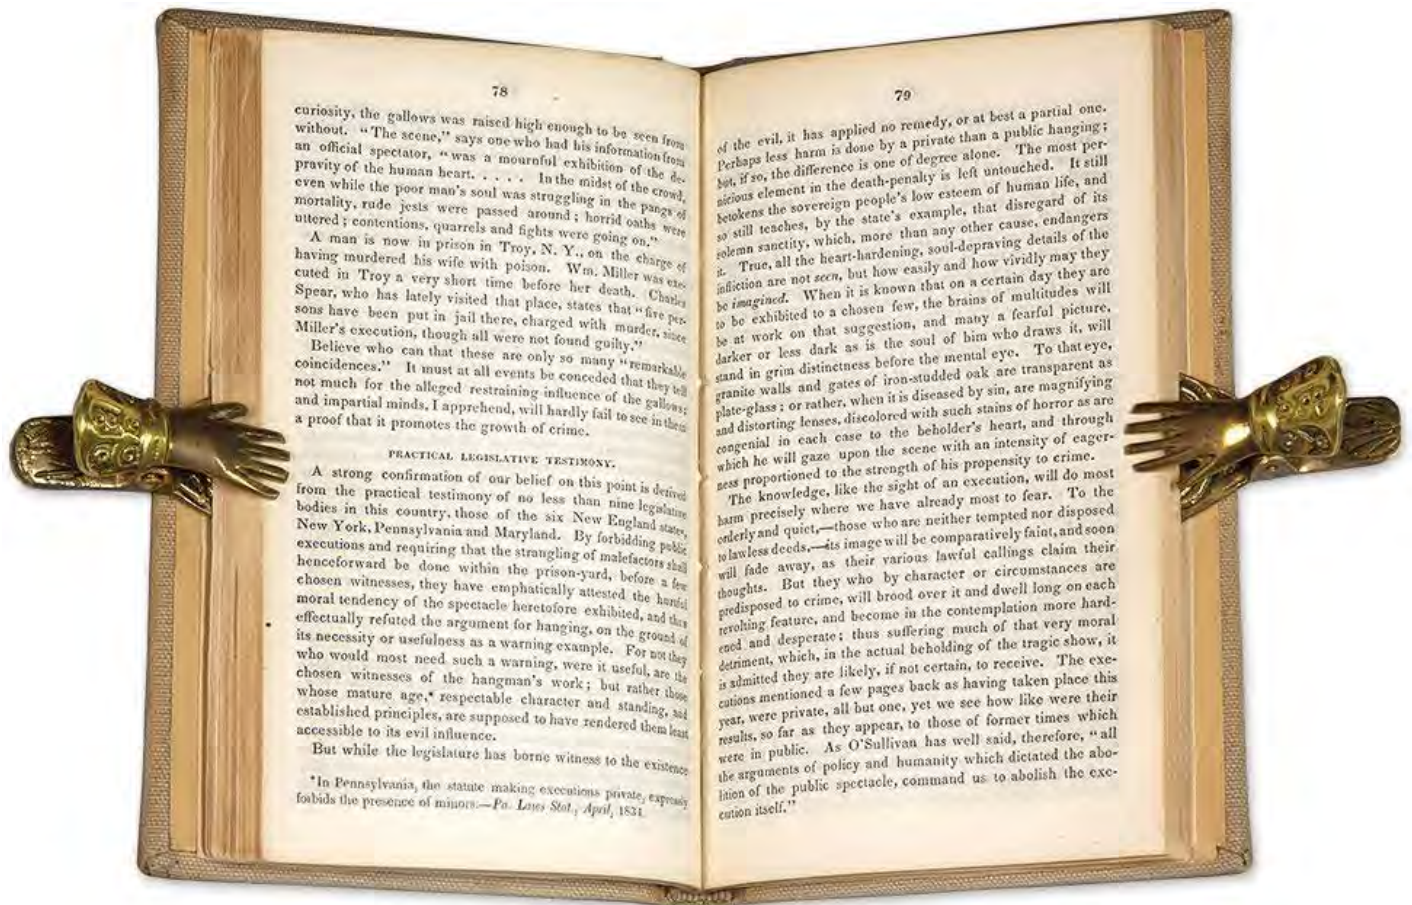 78
curiosity, the gallows was raised high enough to be seen from
without. "The scene," says one who had his information from
an official spectator, "was a mournful exhibition of the de-
pravity of the human heart. . . . . In the midst of the crowd,
even while the poor man's soul was struggling in the pangs of
mortality, rude jests were passed around; horrid oaths were
uttered; contentions, quarrels and fights were going on."
A man is now in prison in Troy, N. Y., on the charge of
having murdered his wife with poison. Wm. Miller was exe-
cuted in Troy a very short time before her death. Charles
Spear, who has lately visited that place, states that "five per-
sons have been put in jail there, charged with murder, since
Miller's execution, though all were not found guilty."
Believe who can that these are only so many "remarkable
coincidences." It must at all events be conceded that they tell
not much for the alleged restraining influence of the gallows;
and impartial minds, I apprehend, will hardly fail to see in them
a proof that it promotes the growth of crime.
PRACTICAL LEGISLATIVE TESTIMONY.
A strong confirmation of our belief on this point is derived
from the practical testimony of no less than nine legislative
bodies in this country, those of the six New England states,
New York, Pennsylvania and Maryland. By forbidding public
executions and requiring that the strangling of malefactors shall
henceforward be done within the prison-yard, before a few
chosen witnesses, they have emphatically attested the hurtful
moral tendency of the spectacle heretofore exhibited, and thus
effectually refuted the argument for hanging, on the ground of
its necessity or usefulness as a warning example. For not they
who would most need such a warning, were it useful, are the
chosen witnesses of the hangman's work; but rather those
whose mature age,* respectable character and standing, and
established principles, are supposed to have rendered them least
accessible to its evil influence.
But while the legislature has borne witness to the existence
*In Pennsylvania, the statute making executions private, expressly
forbids the presence of minors.—Pa. Laws Stat., April, 1834.
79
of the evil, it has applied no remedy, or at best a partial one.
Perhaps less harm is done by a private than a public hanging;
but, if so, the difference is one of degree alone. The most per-
nicious element in the death-penalty is left untouched. It still
betokens the sovereign people's low esteem of human life, and
so still teaches, by the state's example, that disregard of its
solemn sanctity, which, more than any other cause, endangers
it. True, all the heart-hardening, soul-depraving details of the
infliction are not seen, but how easily and how vividly may they
be imagined. When it is known that on a certain day they are
to be exhibited to a chosen few, the brains of multitudes will
be at work on that suggestion, and many a fearful picture,
darker or less dark as is the soul of him who draws it, will
stand in grim distinctness before the mental eye. To that eye,
granite walls and gates of iron-studded oak are transparent as
plate-glass; or rather, when it is diseased by sin, are magnifying
and distorting lenses, discolored with such stains of horror as are
congenial in each case to the beholder's heart, and through
which he will gaze upon the scene with an intensity of eager-
ness proportioned to the strength of his propensity to crime.
The knowledge, like the sight of an execution, will do most
harm precisely where we have already most to fear. To the
orderly and quiet,—those who are neither tempted nor disposed
to lawless deeds,—its image will be comparatively faint, and soon
will fade away, as their various lawful callings claim their
thoughts. But they who by character or circumstances are
predisposed to crime, will brood over it and dwell long on each
revolting feature, and become in the contemplation more hard-
ened and desperate; thus suffering much of that very moral
detriment, which, in the actual beholding of the tragic show, it
is admitted they are likely, if not certain, to receive. The exe-
cutions mentioned a few pages back as having taken place this
year, were private, all but one, yet we see how like were their
results, so far as they appear, to those of former times which
were in public. As O'Sullivan has well said, therefore, "all
the arguments of policy and humanity which dictated the abo-
lition of the public spectacle, command us to abolish the exe-
cution itself."